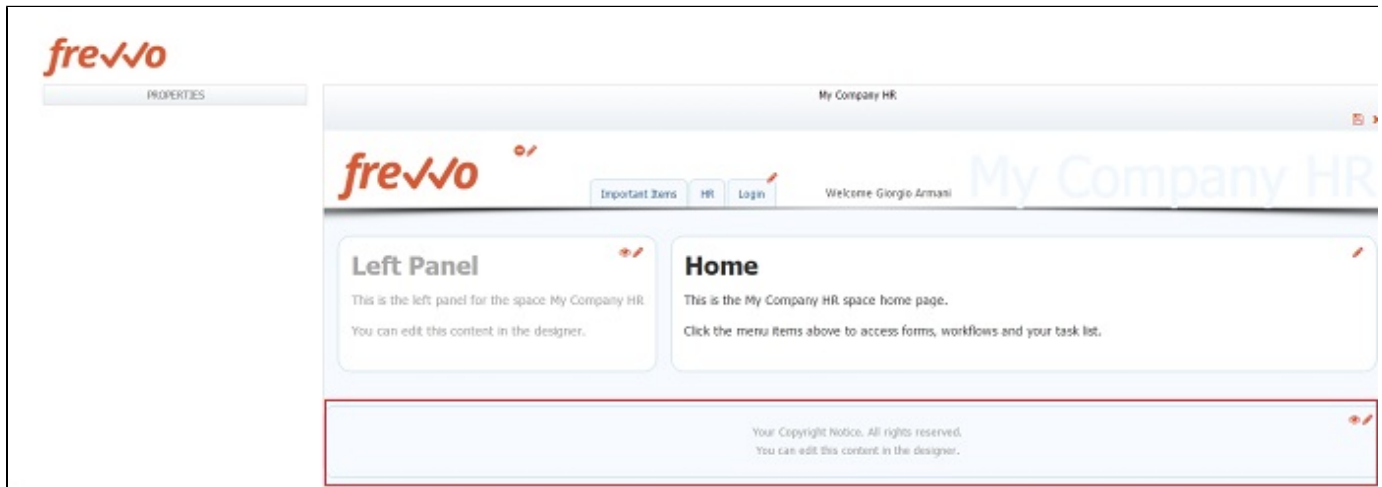 frevvo
PROPERTIES
My Company HR
frevvo
Important Items HR Login Welcome Giorgio Armani My Company HR
Left Panel
This is the left panel for the space My Company HR
You can edit this content in the designer.
Home
This is the My Company HR space home page.
Click the menu items above to access forms, workflows and your task list.
Your Copyright Notice. All rights reserved.
You can edit this content in the designer.